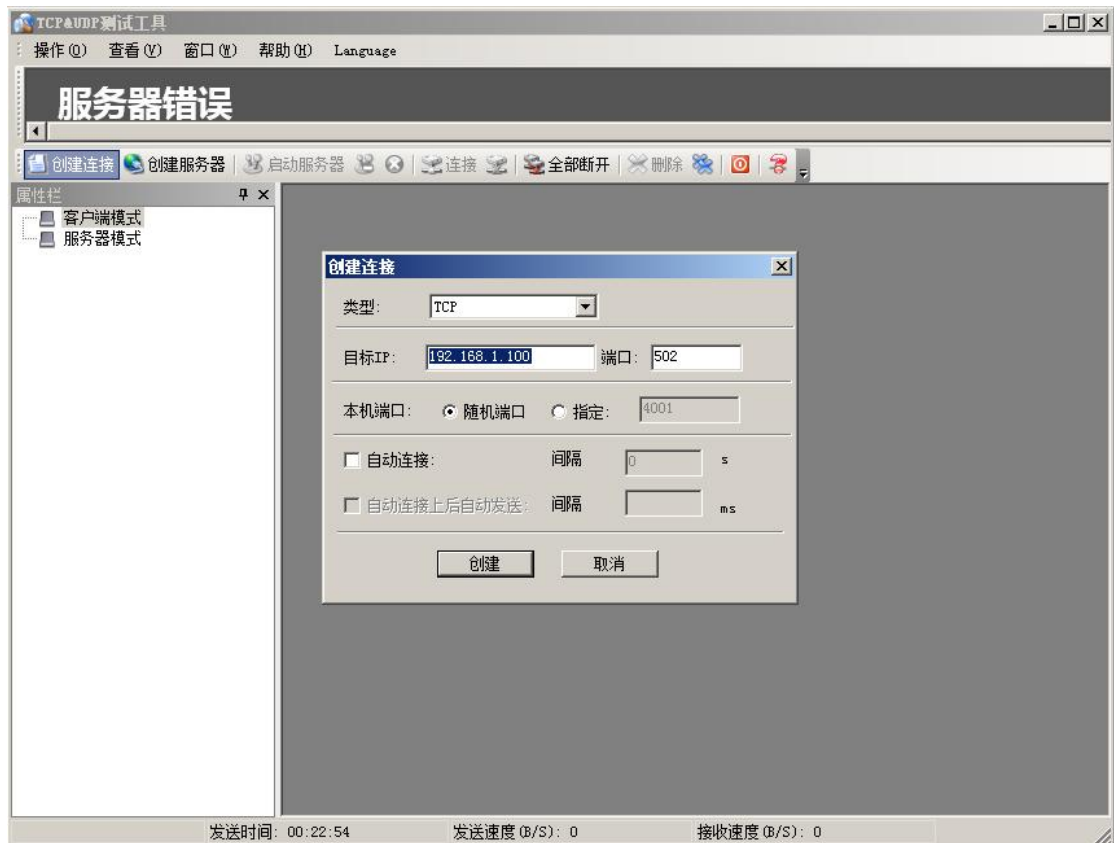 TCP&UDP测试工具
操作(O) 查看(V) 窗口(W) 帮助(H) Language
服务器错误
创建连接 创建服务器 启动服务器 连接 全部断开 删除
属性栏
客户端模式
服务器模式
创建连接
类型: TCP
目标IP: 192.168.1.100 端口: 502
本机端口: 随机端口 指定: 4001
自动连接: 间隔 0 s
自动连接上后自动发送: 间隔 ms
创建 取消
发送时间: 00:22:54 发送速度(B/S): 0 接收速度(B/S): 0